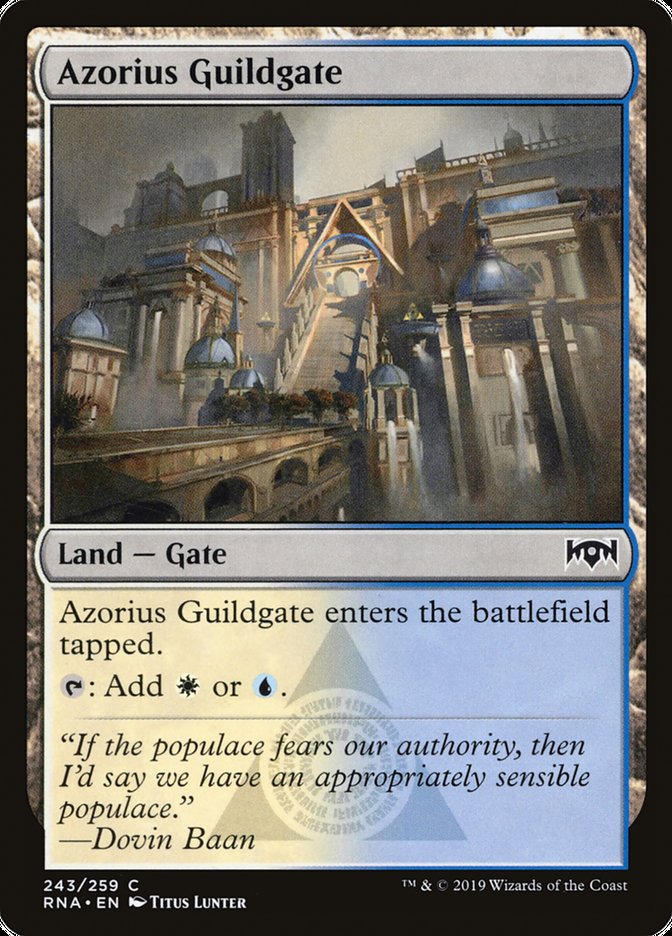 Azorius Guildgate
Land — Gate
Azorius Guildgate enters the battlefield
tapped.
: Add or .
“If the populace fears our authority, then
I’d say we have an appropriately sensible
populace.”
—Dovin Baan
243/259 C
RNA • EN Titus Lunter
™ & © 2019 Wizards of the Coast